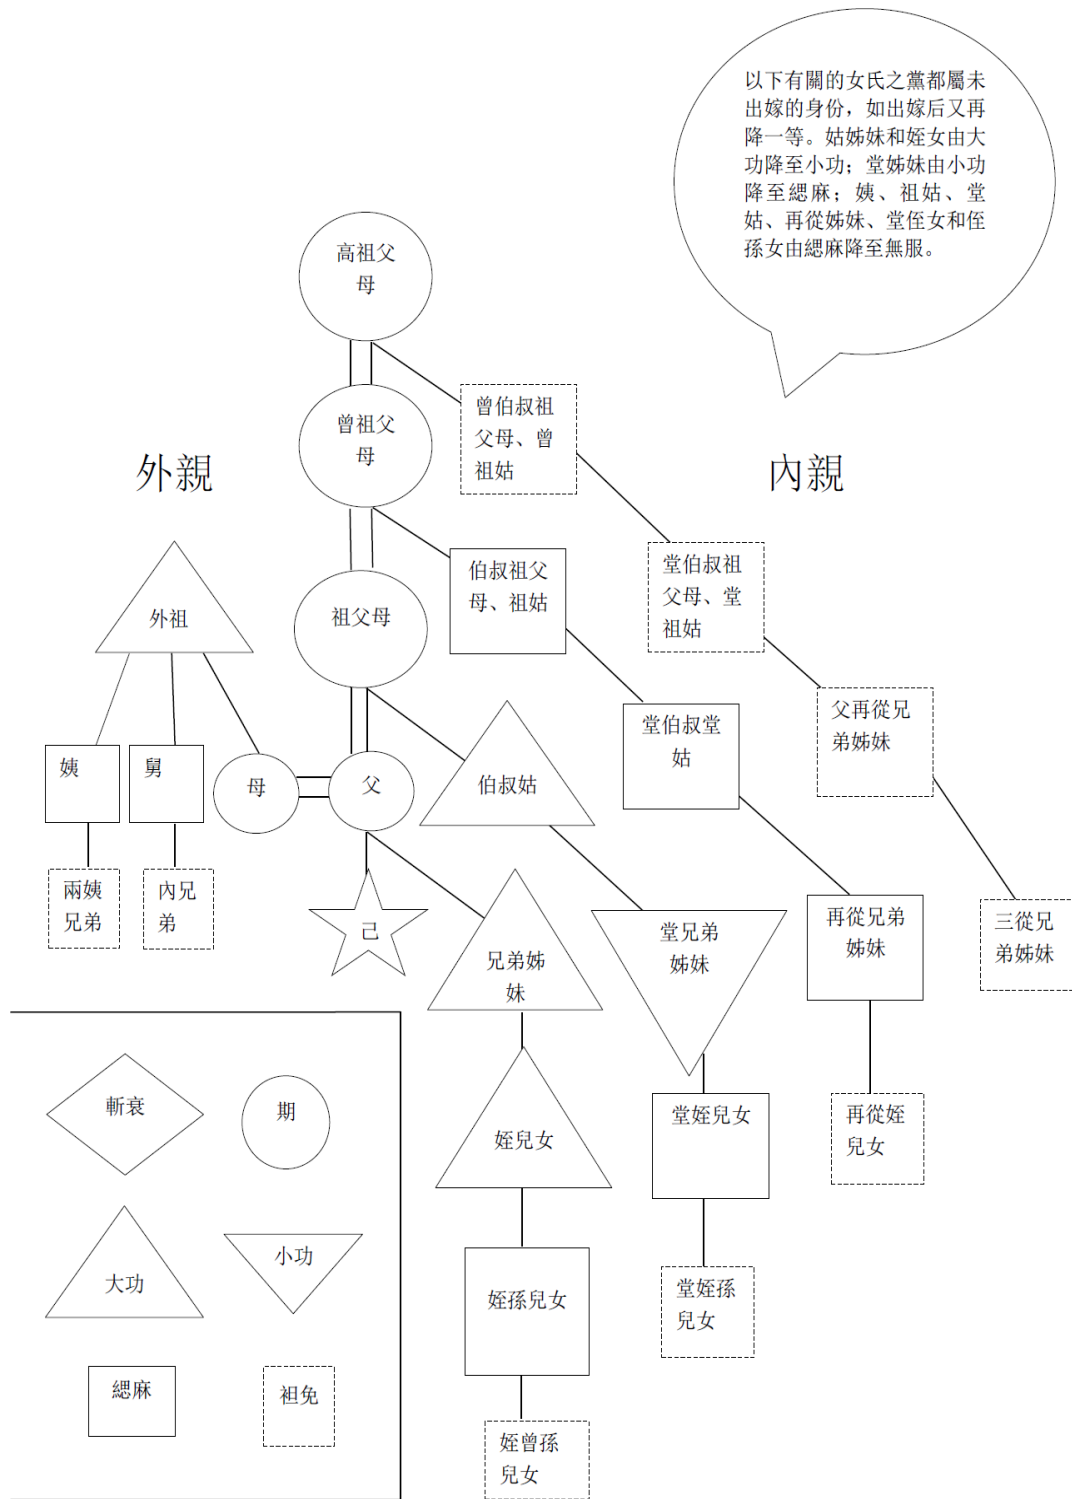 以下有關的女氏之黨都屬未
出嫁的身份，如出嫁后又再
降一等。姑姊妹和姪女由大
功降至小功；堂姊妹由小功
降至緦麻；姨、祖姑、堂
姑、再從姊妹、堂侄女和侄
孫女由緦麻降至無服。
高祖父
母
曾祖父
母
曾伯叔祖
父母、曾
祖姑
外親
內親
祖父母
伯叔祖父
母、祖姑
堂伯叔祖
父母、堂
祖姑
外祖
姨
舅
母
父
伯叔姑
堂伯叔堂
姑
父再從兄
弟姊妹
兩姨
兄弟
內兄
弟
己
兄弟姊
妹
堂兄弟
姊妹
再從兄弟
姊妹
三從兄
弟姊妹
姪兒女
堂姪兒女
再從姪
兒女
姪孫兒女
堂姪孫
兒女
姪曾孫
兒女
斬衰
期
大功
小功
緦麻
袒免